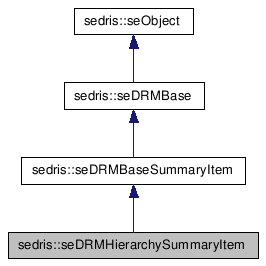 sedris::seObject
sedris::seDRMBase
sedris::seDRMBaseSummaryItem
sedris::seDRMHierarchySummaryItem